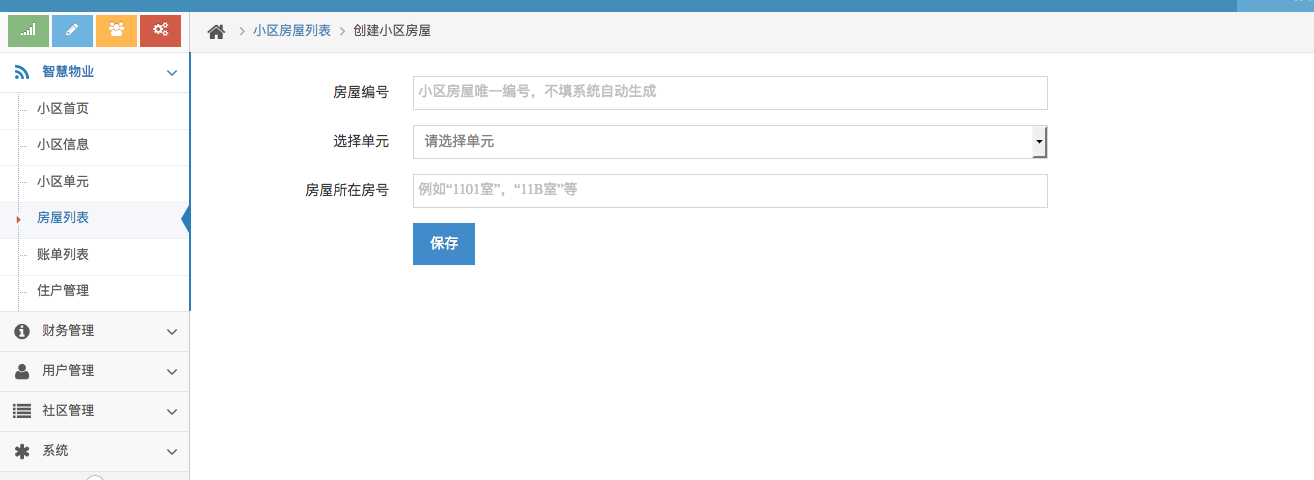 小区房屋列表 创建小区房屋
智慧物业
小区首页
小区信息
小区单元
房屋列表
账单列表
住户管理
财务管理
用户管理
社区管理
系统
房屋编号 小区房屋唯一编号，不填系统自动生成
选择单元 请选择单元
房屋所在房号 例如“1101室”，“11B室”等
保存